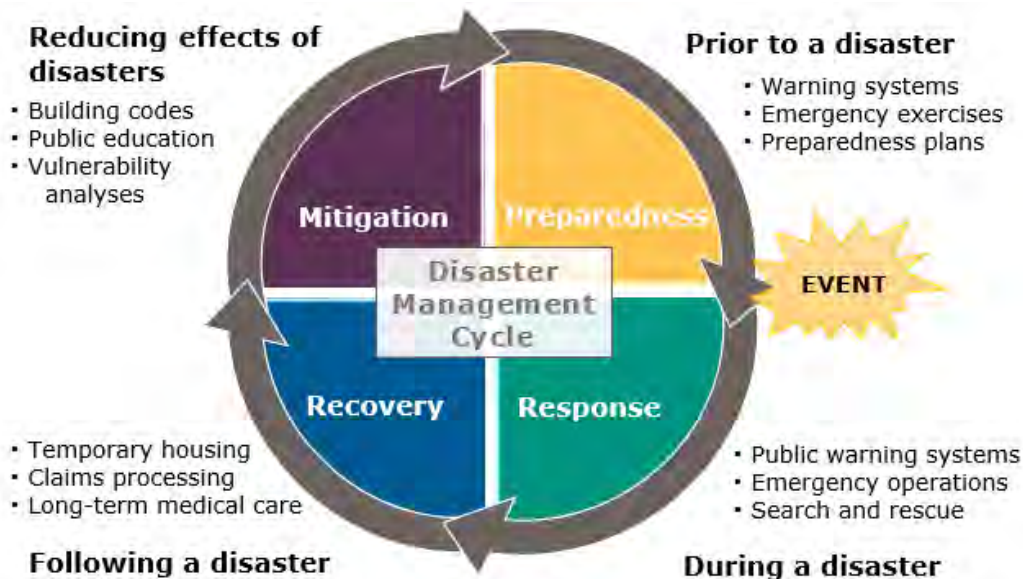 Reducing effects of
disasters
• Building codes
• Public education
• Vulnerability
analyses
Prior to a disaster
• Warning systems
• Emergency exercises
• Preparedness plans
Mitigation
Preparedness
Disaster
Management
Cycle
EVENT
Recovery
Response
• Temporary housing
• Claims processing
• Long-term medical care
Following a disaster
• Public warning systems
• Emergency operations
• Search and rescue
During a disaster